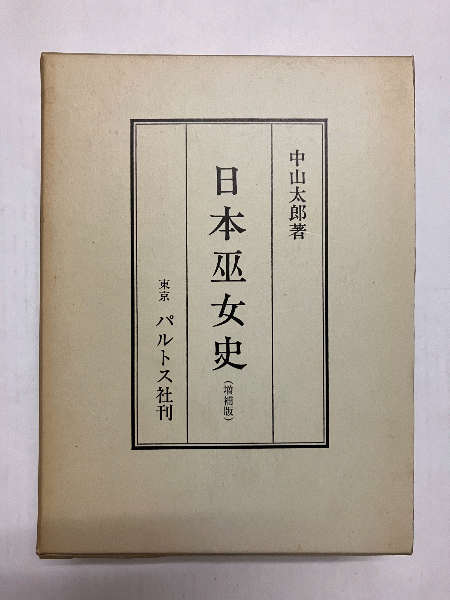 中山太郎著
日本巫女史
(増補版)
東京 パルトス社刊